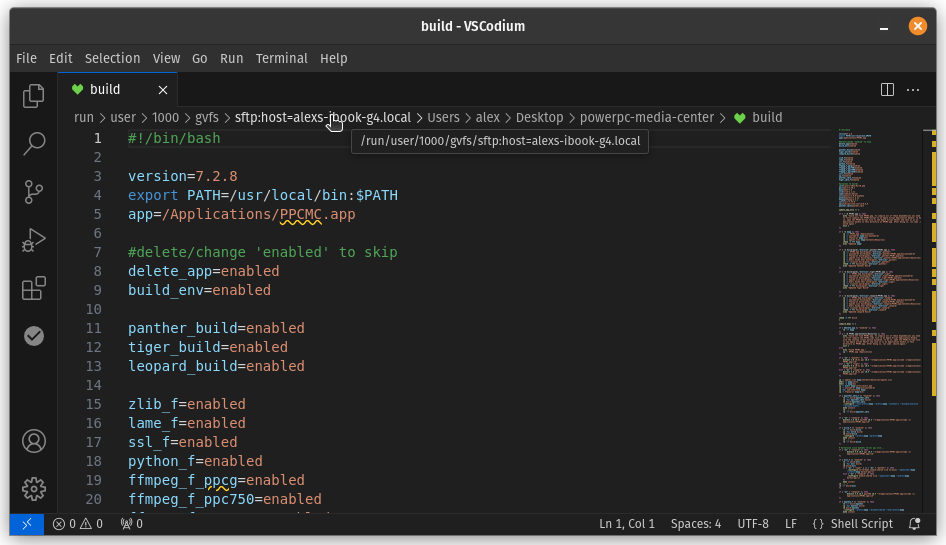 build - VSCodium
File Edit Selection View Go Run Terminal Help
build
run > user > 1000 > gvfs > sftp:host=alexs-ibook-g4.local > Users > alex > Desktop > powerpc-media-center > build
/run/user/1000/gvfs/sftp:host=alexs-ibook-g4.local
1 #!/bin/bash
2
3 version=7.2.8
4 export PATH=/usr/local/bin:$PATH
5 app=/Applications/PPCMC.app
6
7 #delete/change 'enabled' to skip
8 delete_app=enabled
9 build_env=enabled
10
11 panther_build=enabled
12 tiger_build=enabled
13 leopard_build=enabled
14
15 zlib_f=enabled
16 lame_f=enabled
17 ssl_f=enabled
18 python_f=enabled
19 ffmpeg_f_ppcg=enabled
20 ffmpeg_f_ppc750=enabled
0 0 0 Ln 1, Col 1 Spaces: 4 UTF-8 LF {} Shell Script